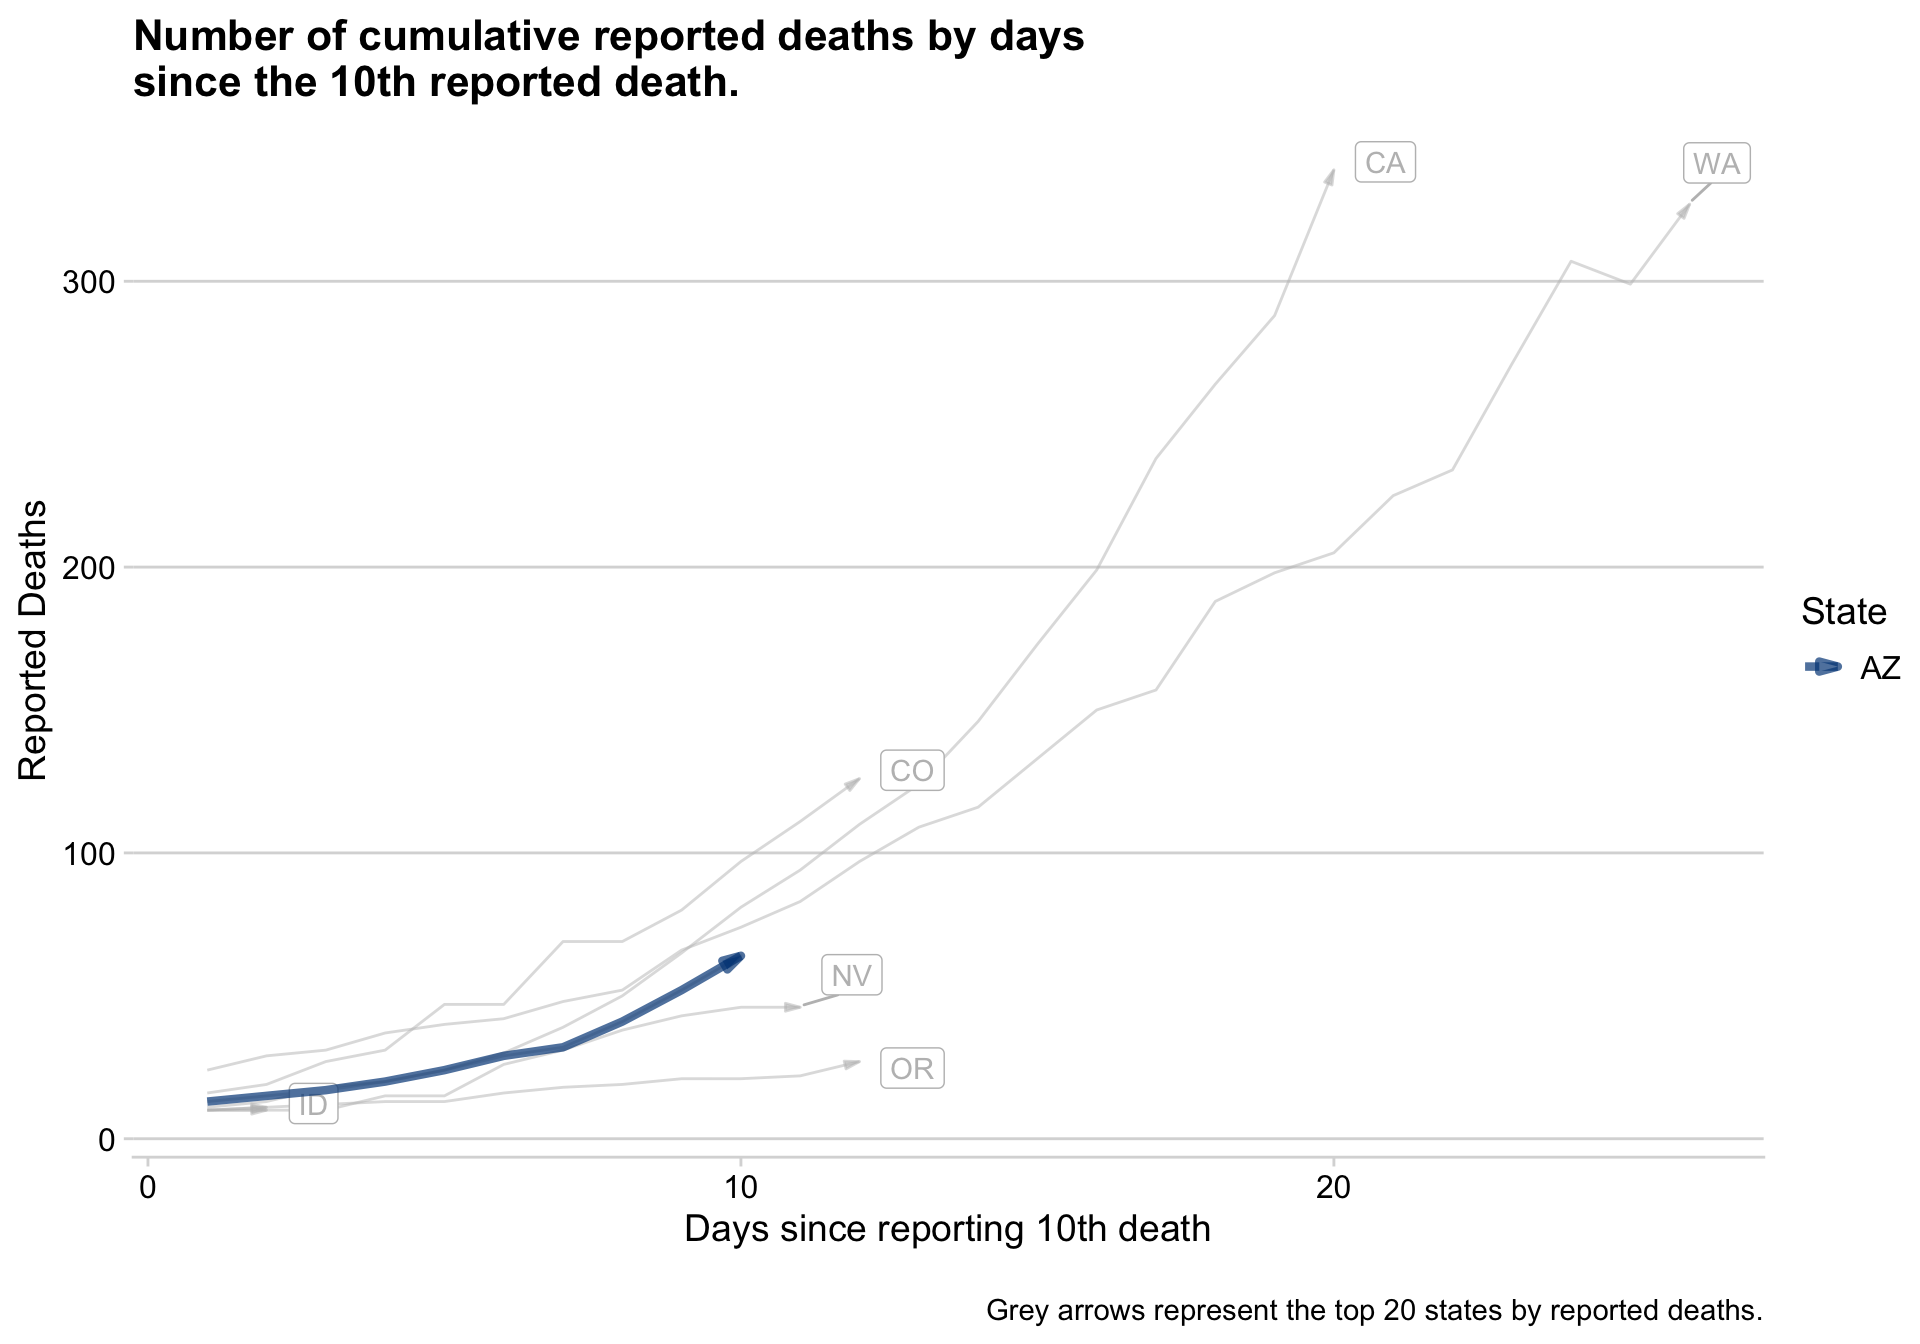 Number of cumulative reported deaths by days
since the 10th reported death.
CA
WA
300
200
100
0
CO
NV
OR
ID
Reported Deaths
State
AZ
0
10
20
Days since reporting 10th death
Grey arrows represent the top 20 states by reported deaths.